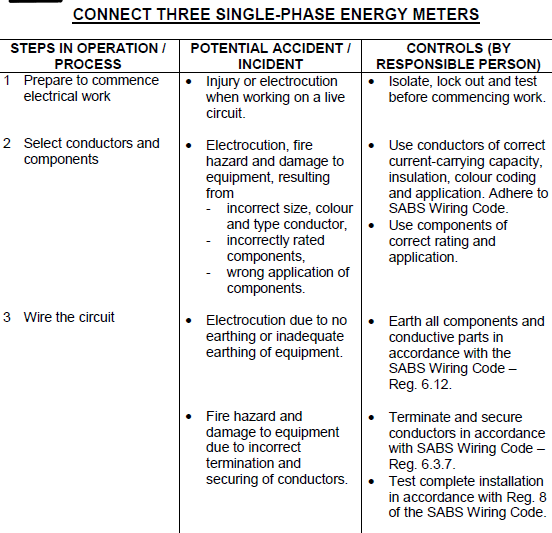 CONNECT THREE SINGLE-PHASE ENERGY METERS
STEPS IN OPERATION /
PROCESS
POTENTIAL ACCIDENT /
INCIDENT
CONTROLS (BY
RESPONSIBLE PERSON)
1 Prepare to commence
electrical work
• Injury or electrocution
when working on a live
circuit.
• Isolate, lock out and test
before commencing work.
2 Select conductors and
components
• Electrocution, fire
hazard and damage to
equipment, resulting
from
- incorrect size, colour
and type conductor,
- incorrectly rated
components,
- wrong application of
components.
• Use conductors of correct
current-carrying capacity,
insulation, colour coding
and application. Adhere to
SABS Wiring Code.
• Use components of
correct rating and
application.
3 Wire the circuit
• Electrocution due to no
earthing or inadequate
earthing of equipment.
• Earth all components and
conductive parts in
accordance with the
SABS Wiring Code –
Reg. 6.12.
• Fire hazard and
damage to equipment
due to incorrect
termination and
securing of conductors.
• Terminate and secure
conductors in accordance
with SABS Wiring Code –
Reg. 6.3.7.
• Test complete installation
in accordance with Reg. 8
of the SABS Wiring Code.